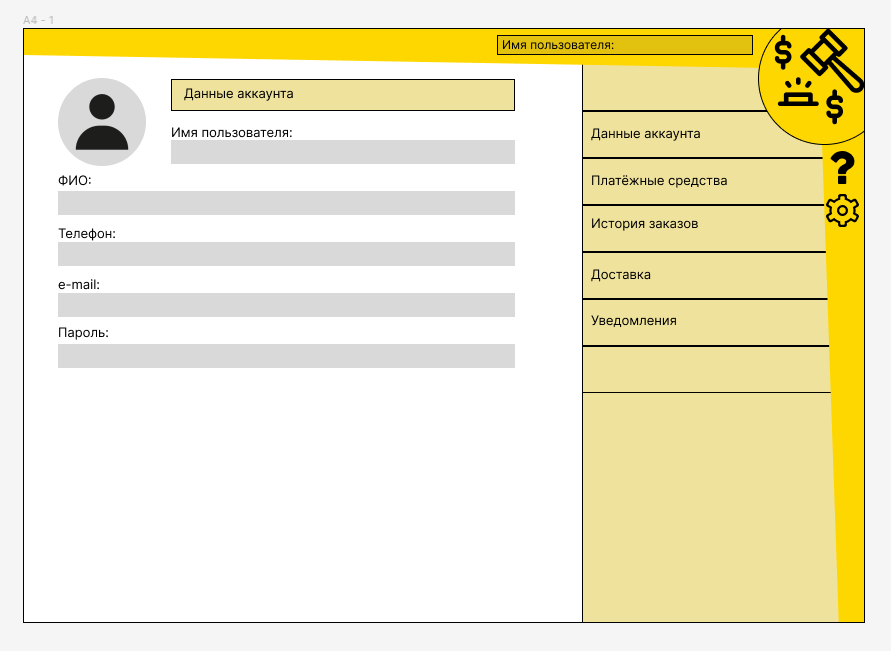 A4 - 1
Имя пользователя:
Данные аккаунта
Имя пользователя:
ФИО:
Телефон:
e-mail:
Пароль:
Данные аккаунта
Платёжные средства
История заказов
Доставка
Уведомления
$
$
?